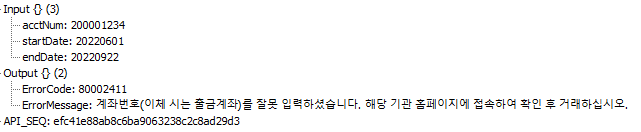 Input {} (3)
acctNum: 200001234
startDate: 20220601
endDate: 20220922
Output {} (2)
ErrorCode: 80002411
ErrorMessage: 계좌번호(이체 시는 출금계좌)를 잘못 입력하셨습니다. 해당 기관 홈페이지에 접속하여 확인 후 거래하십시오.
API_SEQ: efc41e88ab8c6ba9063238c2c8ad29d3